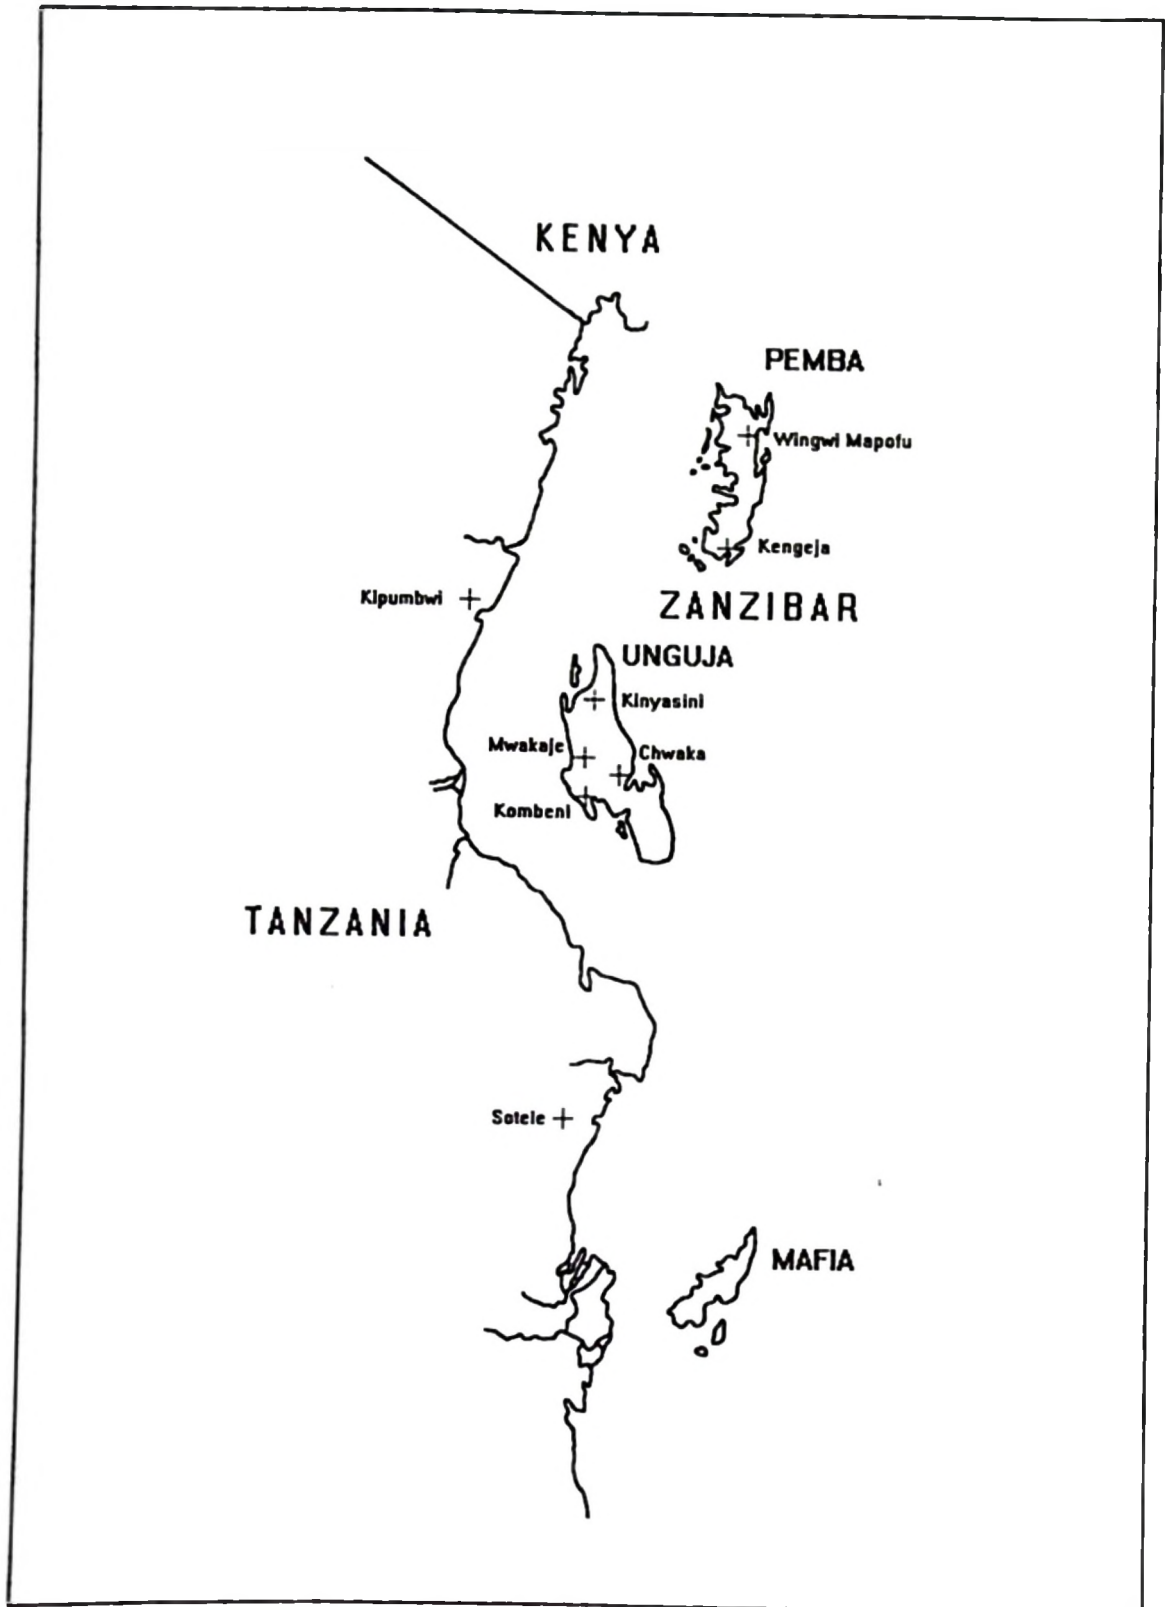 KENYA
PEMBA
Wingwi Mapofu
Kengeja
Kipumbwi
ZANZIBAR
UNGUJA
Kinyasini
Mwakaje
Chwaka
Kombeni
TANZANIA
Sotele
MAFIA